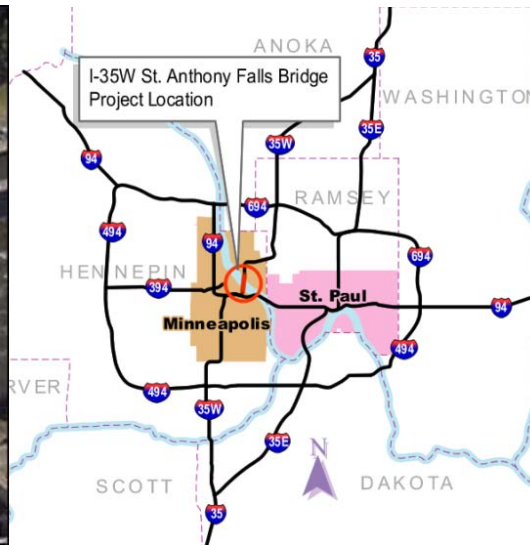 ANOKA
35
I-35W St. Anthony Falls Bridge
Project Location
WASHINGTON
35E
35W
94
RAMSEY
694
494
94
694
HENNEPIN
394
St. Paul
94
Minneapolis
494
RVER
494
35W
35E
N
SCOTT
DAKOTA
35